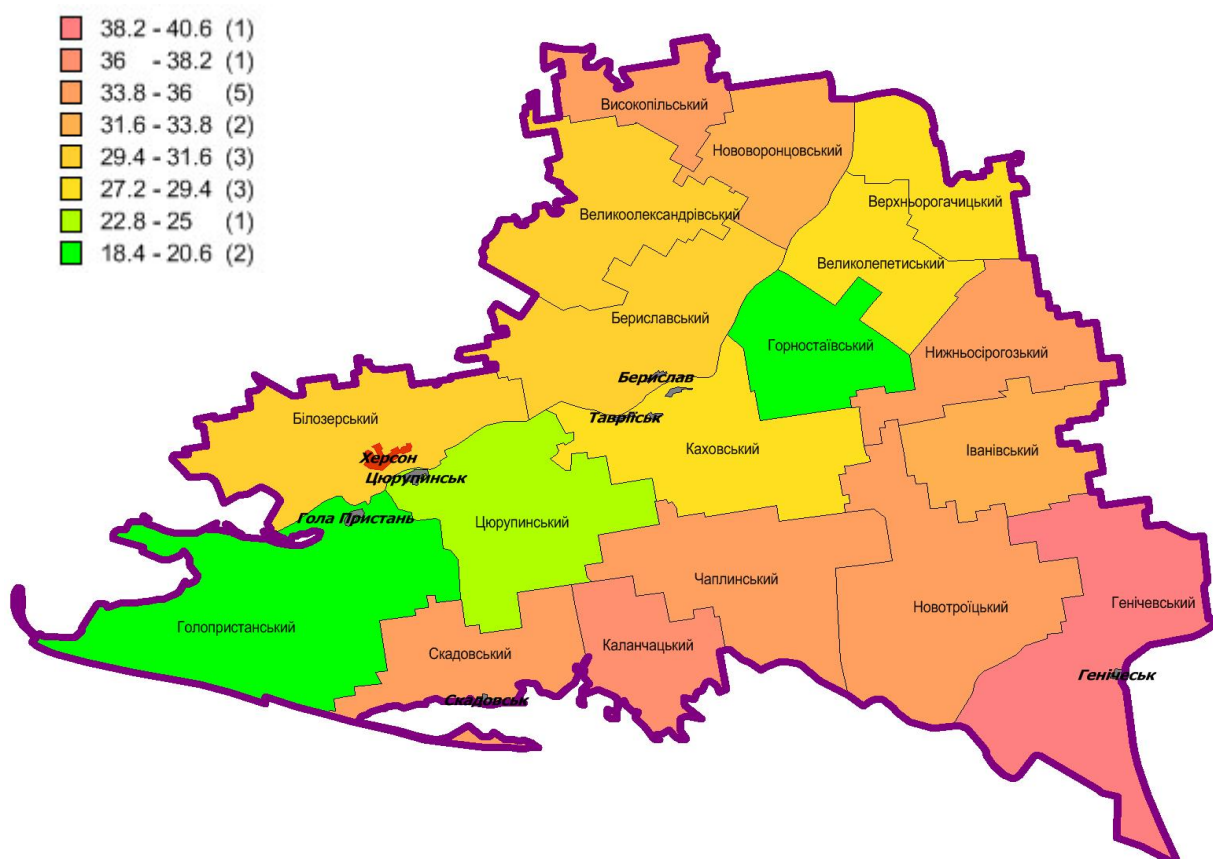 38.2 - 40.6 (1)
36 - 38.2 (1)
33.8 - 36 (5)
31.6 - 33.8 (2)
29.4 - 31.6 (3)
27.2 - 29.4 (3)
22.8 - 25 (1)
18.4 - 20.6 (2)
Високопільський
Нововоронцовський
Верхньорогачицький
Великоолександрівський
Великолепетиський
Бериславський
Горностаївський
Нижньосірогозький
Берислав
Таврійськ
Білозерський
Каховський
Іванівський
Херсон
Цюрупинськ
Гола Пристань
Цюрупинський
Чаплинський
Новотроїцький
Генічевський
Голопристанський
Скадовський
Каланчацький
Генічеськ
Скадовськ